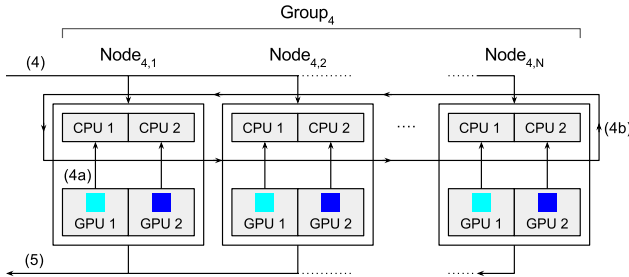 Group4
Node4,1 Node4,2 Node4,N
(4)
CPU 1 CPU 2 CPU 1 CPU 2 CPU 1 CPU 2
(4b)
(4a)
GPU 1 GPU 2 GPU 1 GPU 2 GPU 1 GPU 2
(5)